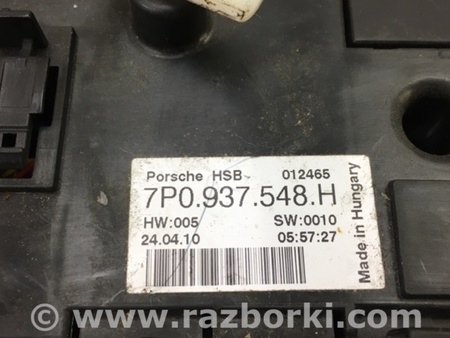 Porsche HSB 012465
7P0.937.548.H
HW:005 SW:0010
24.04.10 05:57:27
Made in Hungary
www.razborki.com